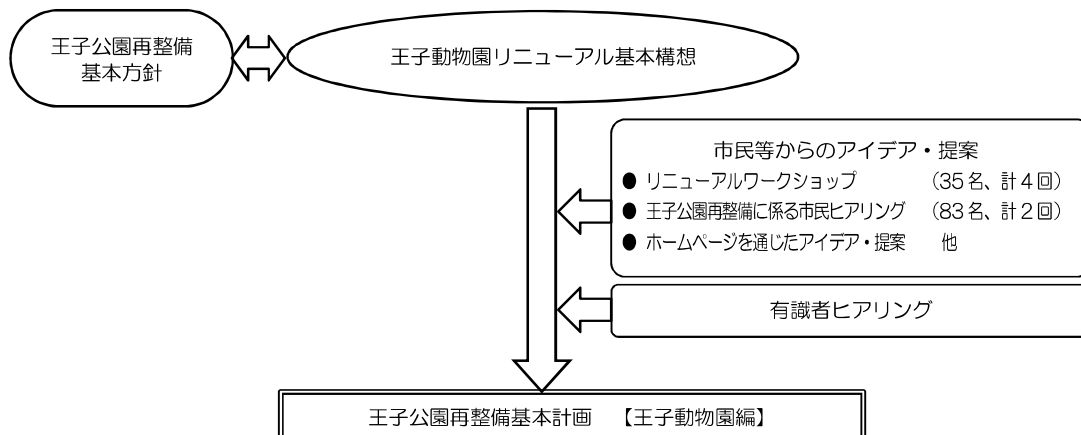 王子公園再整備
基本方針
王子動物園リニューアル基本構想
市民等からのアイデア・提案
● リニューアルワークショップ （35名、計4回）
● 王子公園再整備に係る市民ヒアリング （83名、計2回）
● ホームページを通じたアイデア・提案 他
有識者ヒアリング
王子公園再整備基本計画 【王子動物園編】